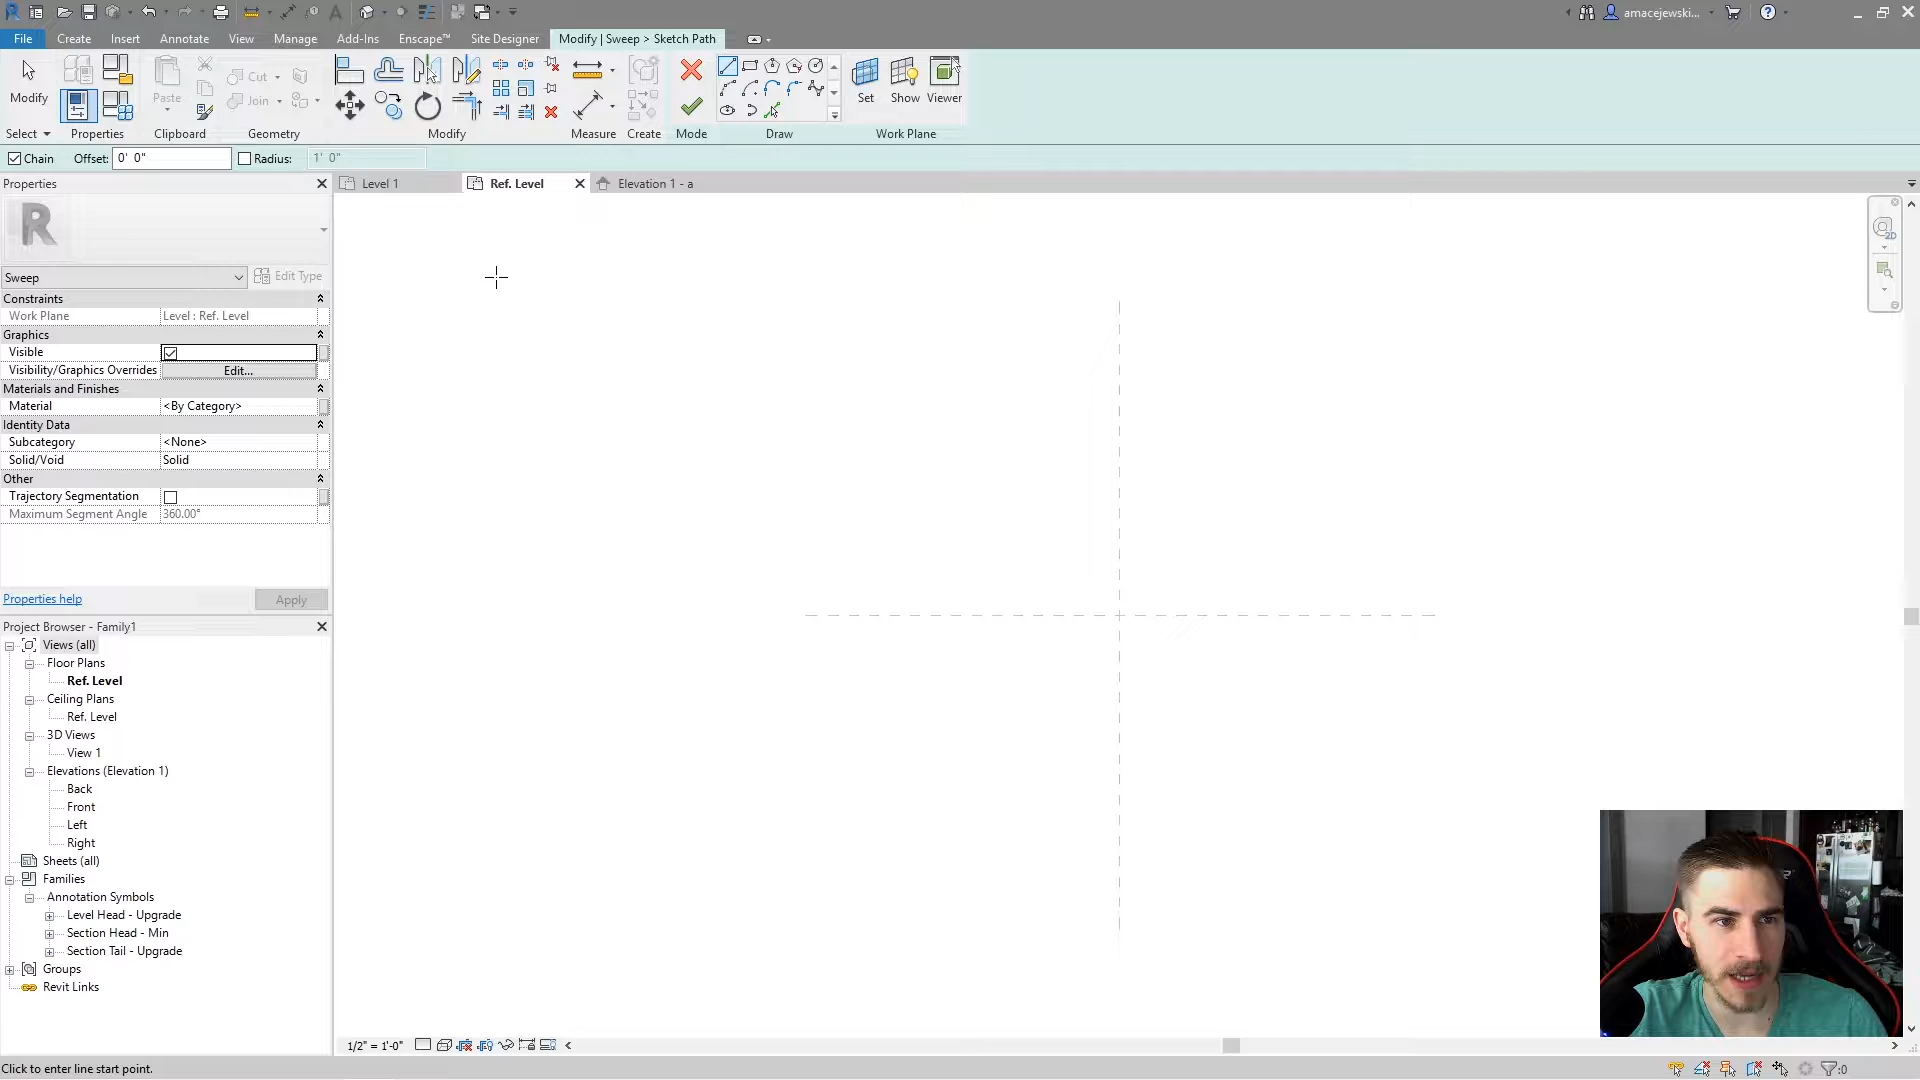 amacejewski...
File Create Insert Annotate View Manage Add-Ins Enscape™ Site Designer Modify | Sweep > Sketch Path
Modify Paste Cut Join Set Show Viewer
Select Properties Clipboard Geometry Modify Measure Create Mode Draw Work Plane
Chain Offset: 0' 0" Radius: 1' 0"
Properties Level 1 Ref. Level Elevation 1 - a
R
2D
Sweep Edit Type
Constraints
Work Plane Level : Ref. Level
Graphics
Visible
Visibility/Graphics Overrides Edit...
Materials and Finishes
Material <By Category>
Identity Data
Subcategory <None>
Solid/Void Solid
Other
Trajectory Segmentation
Maximum Segment Angle 360.00°
Properties help Apply
Project Browser - Family1
Views (all)
Floor Plans
Ref. Level
Ceiling Plans
Ref. Level
3D Views
View 1
Elevations (Elevation 1)
Back
Front
Left
Right
Sheets (all)
Families
Annotation Symbols
Level Head - Upgrade
Section Head - Min
Section Tail - Upgrade
Groups
Revit Links
1/2" = 1'-0"
Click to enter line start point. :0